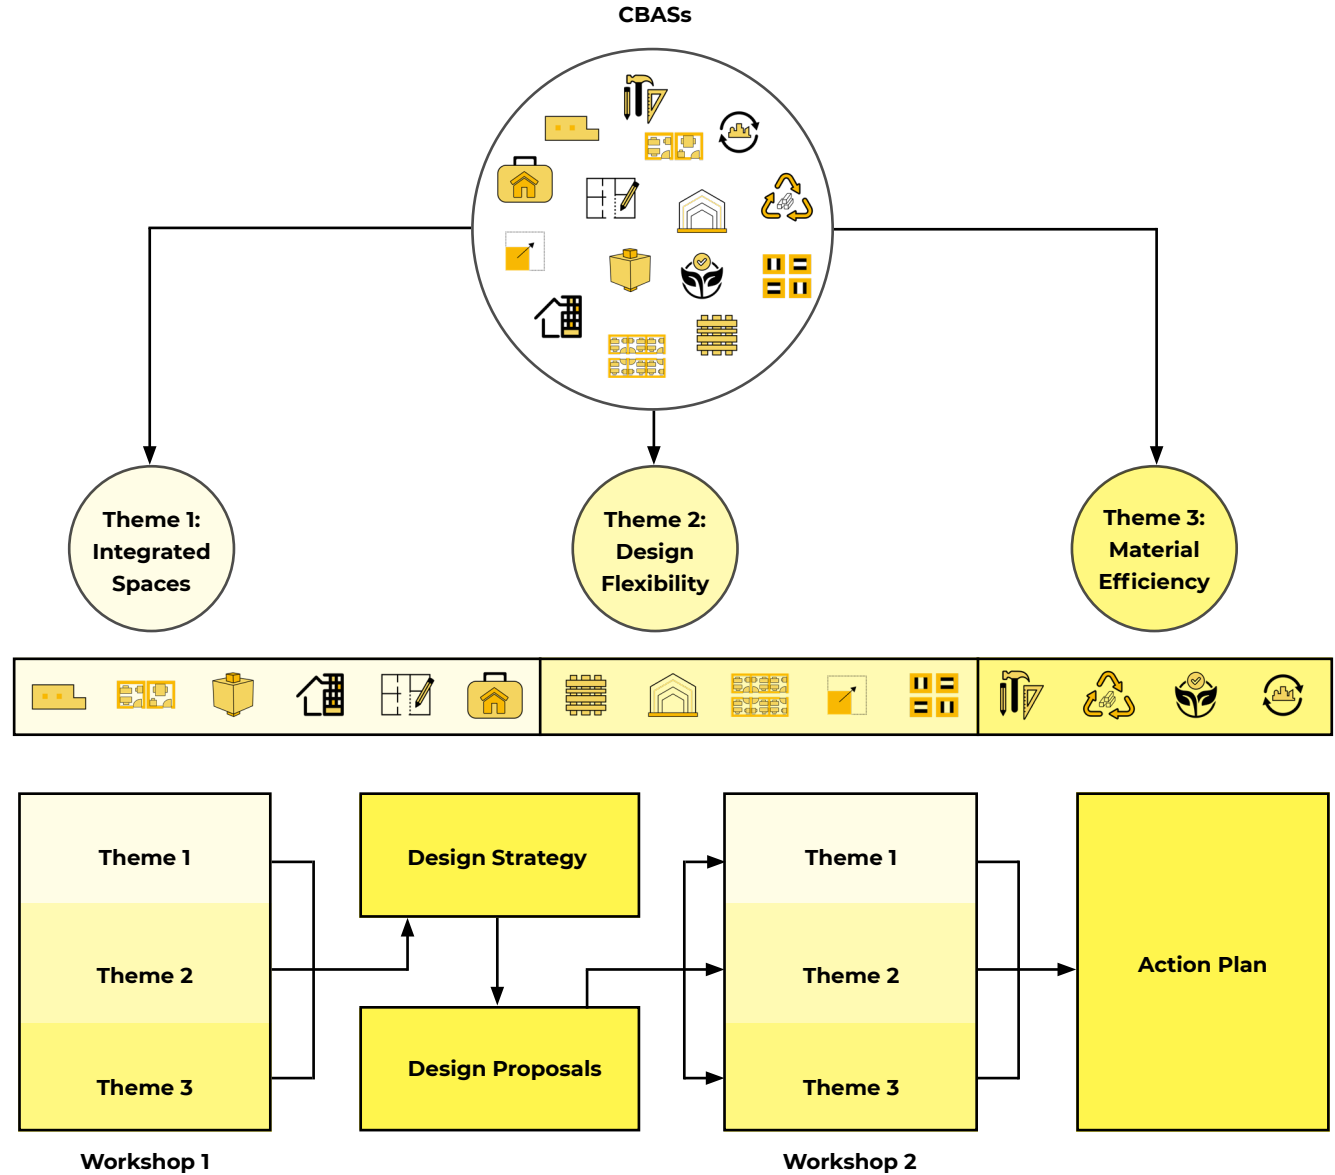 CBASs
Theme 1:
Integrated
Spaces
Theme 2:
Design
Flexibility
Theme 3:
Material
Efficiency
Theme 1
Theme 2
Theme 3
Workshop 1
Design Strategy
Design Proposals
Theme 1
Theme 2
Theme 3
Workshop 2
Action Plan